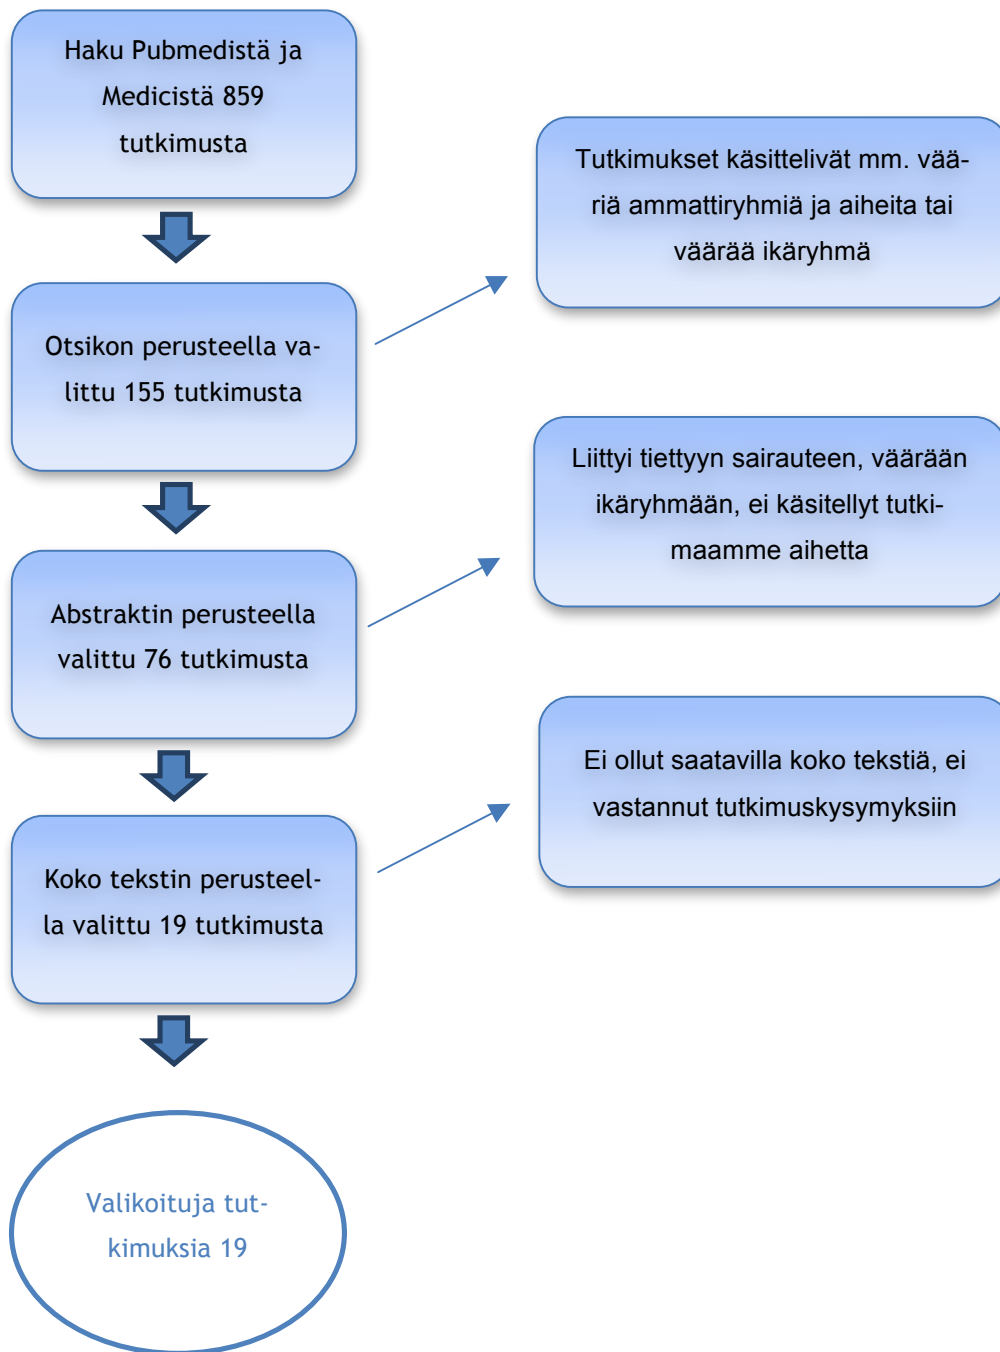 Haku Pubmedistä ja
Medicistä 859
tutkimusta
Tutkimukset käsittelivät mm. vää-
riä ammattiryhmiä ja aiheita tai
väärää ikäryhmä
Otsikon perusteella va-
littu 155 tutkimusta
Liittyi tiettyyn sairauteen, väärään
ikäryhmään, ei käsitellyt tutki-
maamme aihetta
Abstraktin perusteella
valittu 76 tutkimusta
Ei ollut saatavilla koko tekstiä, ei
vastannut tutkimuskysymyksiin
Koko tekstin perusteel-
la valittu 19 tutkimusta
Valikoituja tut-
kimuksia 19